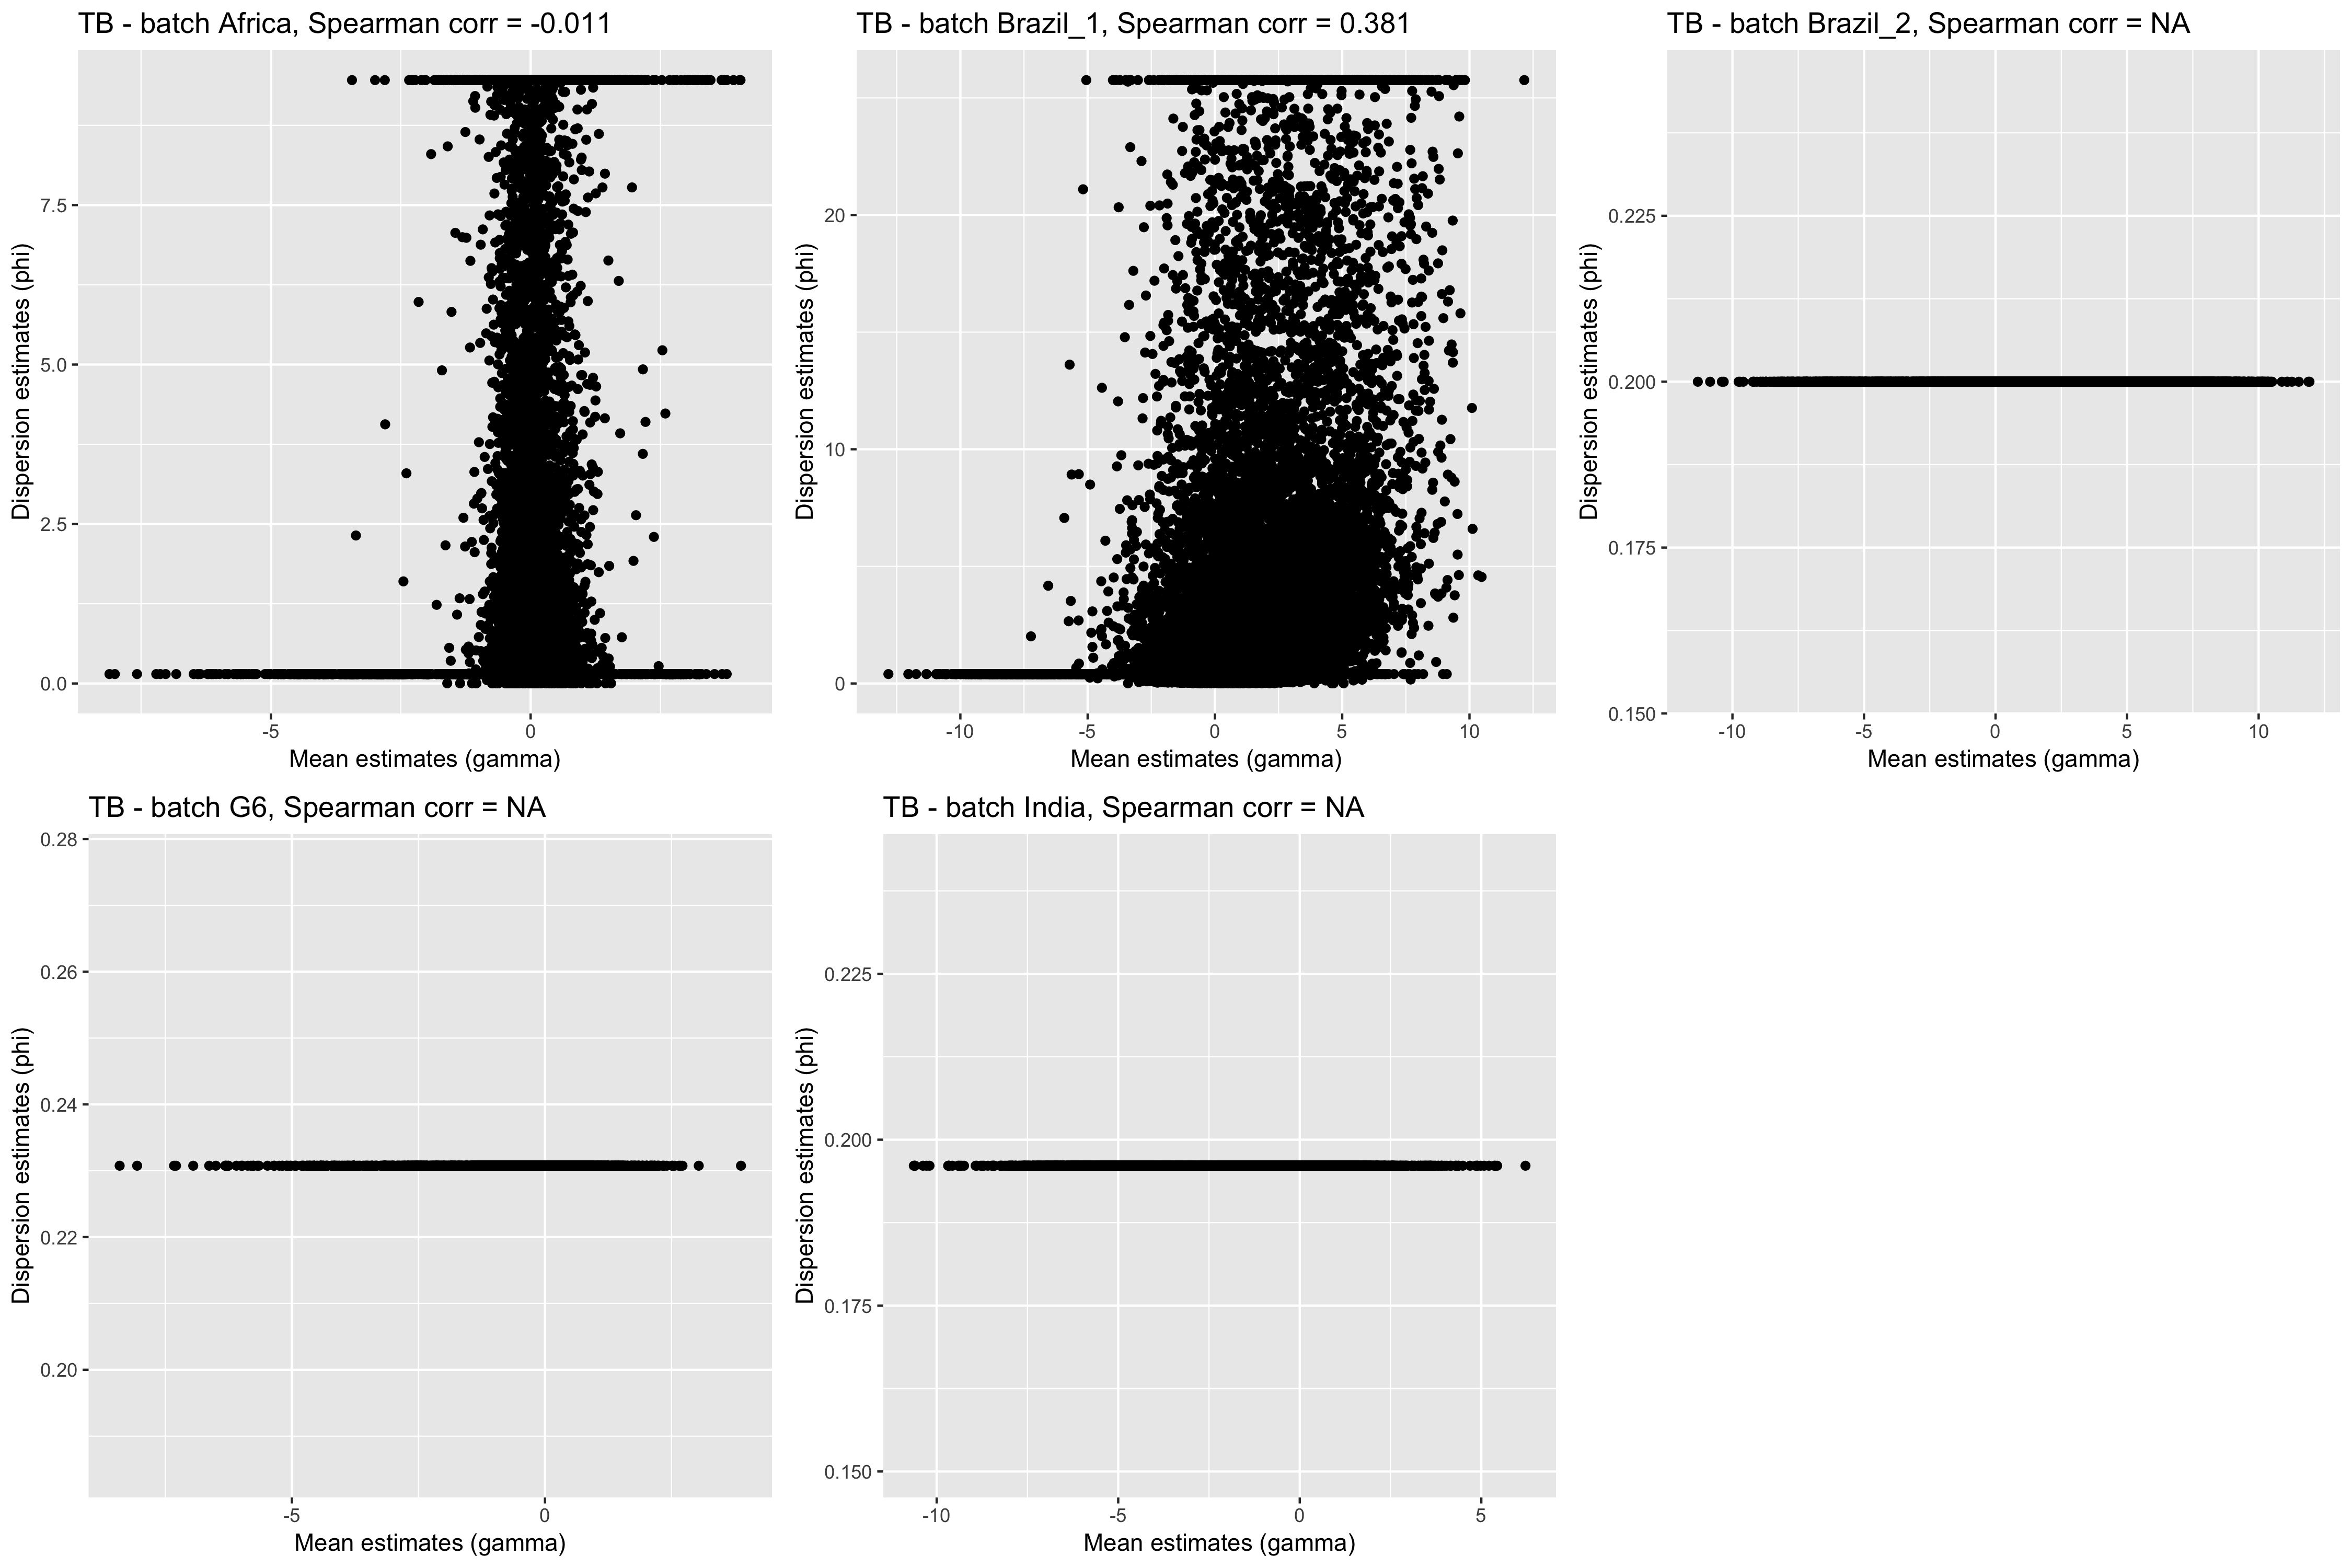 TB - batch Africa, Spearman corr = -0.011
Dispersion estimates (phi)
7.5
5.0
2.5
0.0
-5 0
Mean estimates (gamma)
TB - batch Brazil_1, Spearman corr = 0.381
Dispersion estimates (phi)
20
10
0
-10 -5 0 5 10
Mean estimates (gamma)
TB - batch Brazil_2, Spearman corr = NA
Dispersion estimates (phi)
0.225
0.200
0.175
0.150
-10 -5 0 5 10
Mean estimates (gamma)
TB - batch G6, Spearman corr = NA
Dispersion estimates (phi)
0.28
0.26
0.24
0.22
0.20
-5 0
Mean estimates (gamma)
TB - batch India, Spearman corr = NA
Dispersion estimates (phi)
0.225
0.200
0.175
0.150
-10 -5 0 5
Mean estimates (gamma)